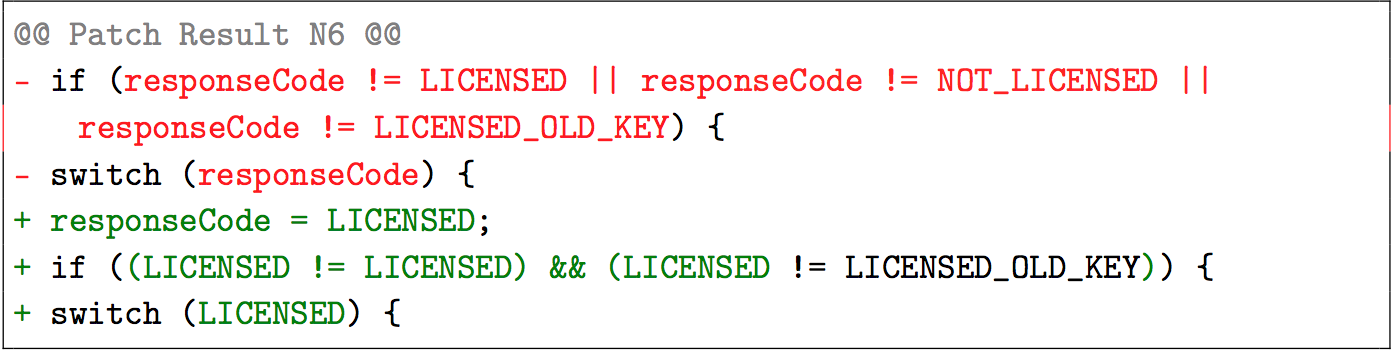 @@ Patch Result N6 @@
- if (responseCode != LICENSED || responseCode != NOT_LICENSED ||
responseCode != LICENSED_OLD_KEY) {
- switch (responseCode) {
+ responseCode = LICENSED;
+ if ((LICENSED != LICENSED) && (LICENSED != LICENSED_OLD_KEY)) {
+ switch (LICENSED) {